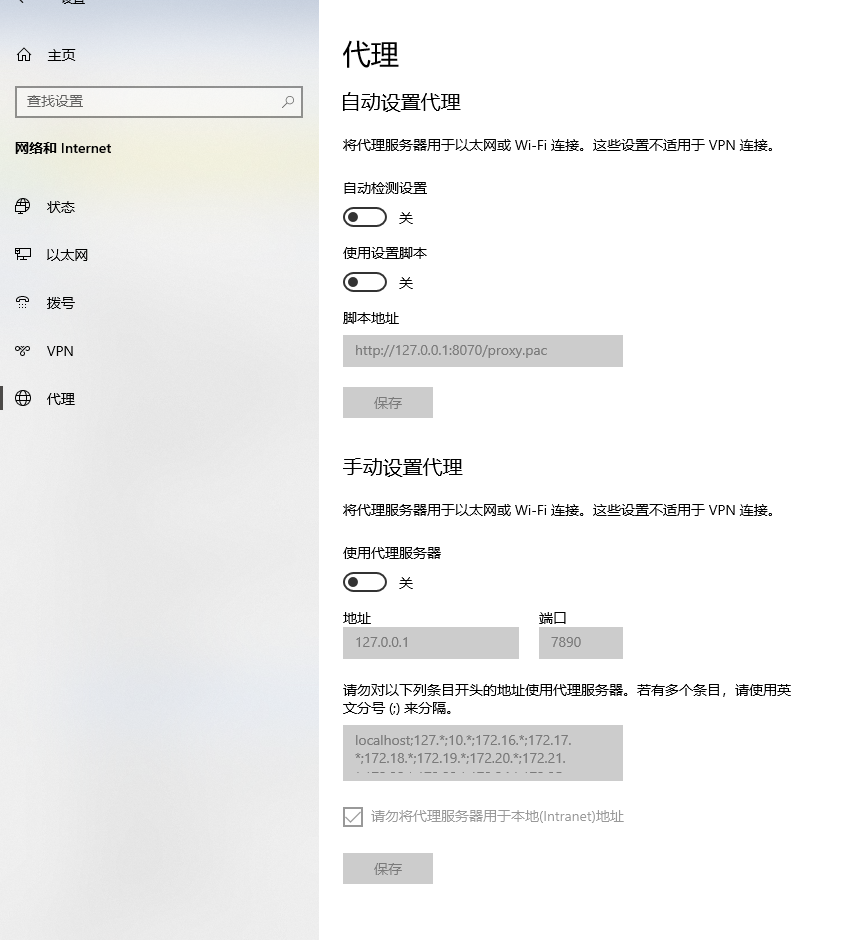 设置
主页
查找设置
网络和 Internet
状态
以太网
拨号
VPN
代理
代理
自动设置代理
将代理服务器用于以太网或 Wi-Fi 连接。这些设置不适用于 VPN 连接。
自动检测设置
关
使用设置脚本
关
脚本地址
http://127.0.0.1:8070/proxy.pac
保存
手动设置代理
将代理服务器用于以太网或 Wi-Fi 连接。这些设置不适用于 VPN 连接。
使用代理服务器
关
地址 端口
127.0.0.1 7890
请勿对以下列条目开头的地址使用代理服务器。若有多个条目，请使用英
文分号 (;) 来分隔。
localhost;127.*;10.*;172.16.*;172.17.
*;172.18.*;172.19.*;172.20.*;172.21.
请勿将代理服务器用于本地(Intranet)地址
保存